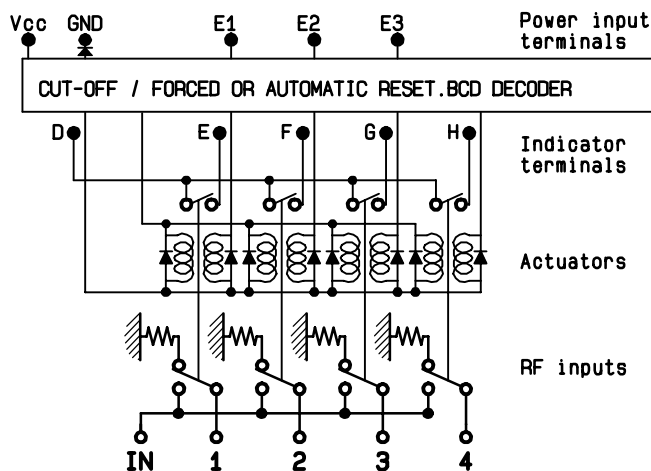 Vcc GND E1 E2 E3 Power input
terminals
CUT-OFF / FORCED OR AUTOMATIC RESET.BCD DECODER
D E F G H Indicator
terminals
Actuators
RF inputs
IN 1 2 3 4